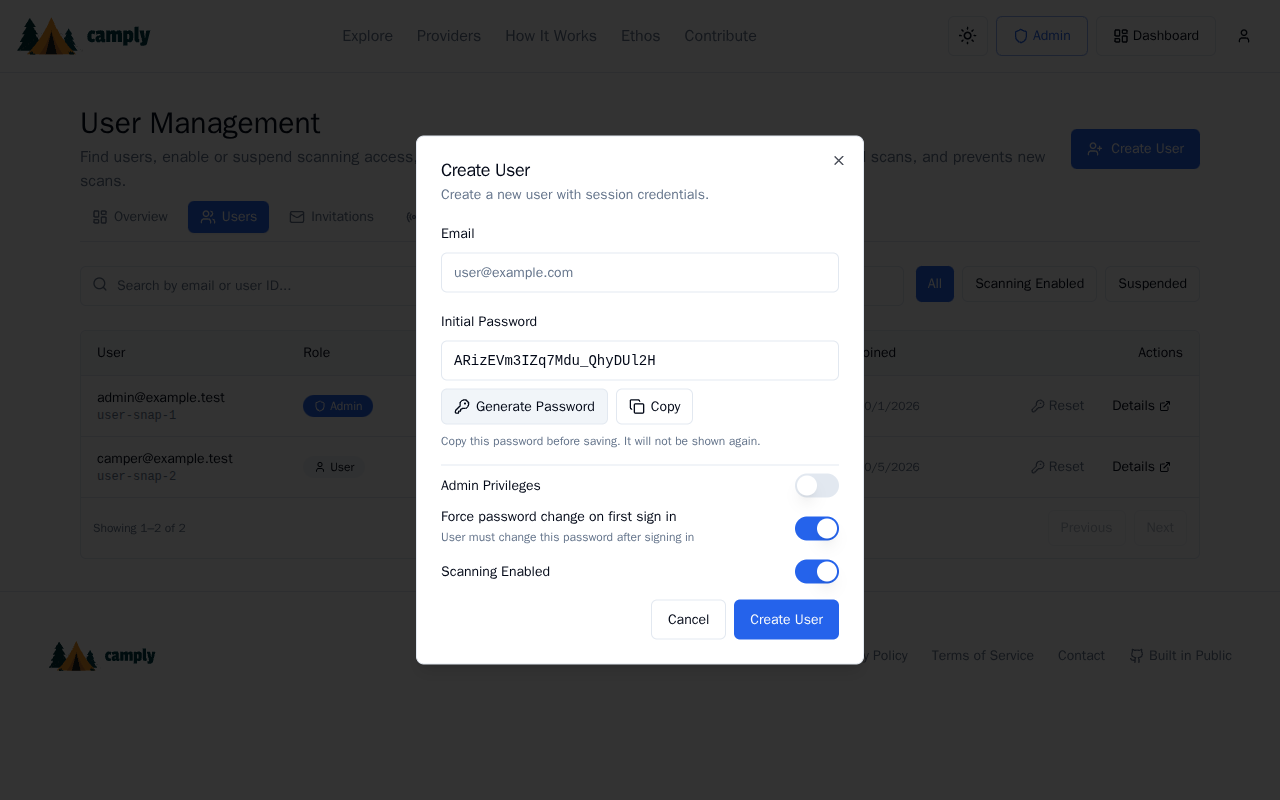 camply
Explore
Providers
How It Works
Ethos
Contribute
Admin
Dashboard
User Management
Find users, enable or suspend scanning access,
scans, and prevents new
scans.
Create User
Overview
Users
Invitations
Search by email or user ID...
All
Scanning Enabled
Suspended
User
Role
Actions
admin@example.test
user-snap-1
Admin
0/1/2026
Reset
Details
camper@example.test
user-snap-2
User
0/5/2026
Reset
Details
Showing 1–2 of 2
Previous
Next
Create User
Create a new user with session credentials.
Email
user@example.com
Initial Password
ARizEVm3IZq7Mdu_QhyDUl2H
Generate Password
Copy
Copy this password before saving. It will not be shown again.
Admin Privileges
Force password change on first sign in
User must change this password after signing in
Scanning Enabled
Cancel
Create User
camply
Policy
Terms of Service
Contact
Built in Public